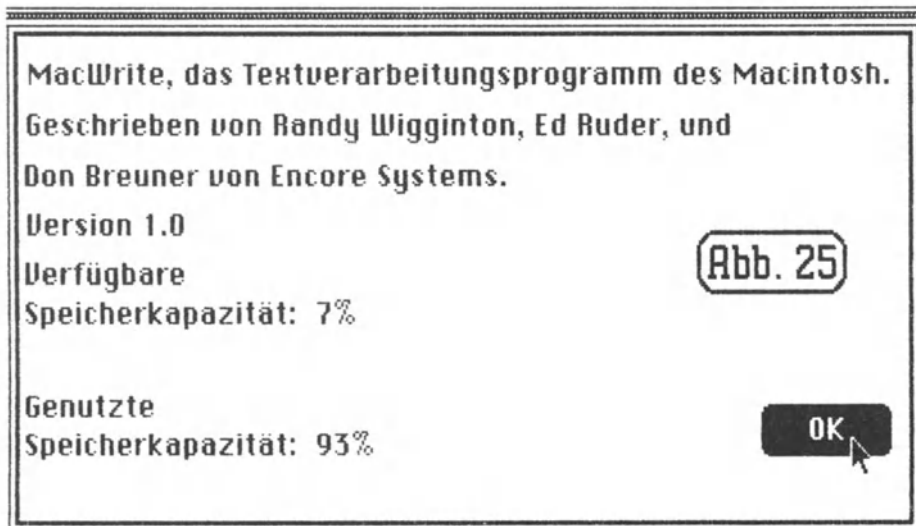 MacWrite, das Textverarbeitungsprogramm des Macintosh.
Geschrieben von Randy Wigginton, Ed Ruder, und
Don Breuner von Encore Systems.
Version 1.0
Abb. 25
Verfügbare
Speicherkapazität: 7%
Genutzte
Speicherkapazität: 93%
OK